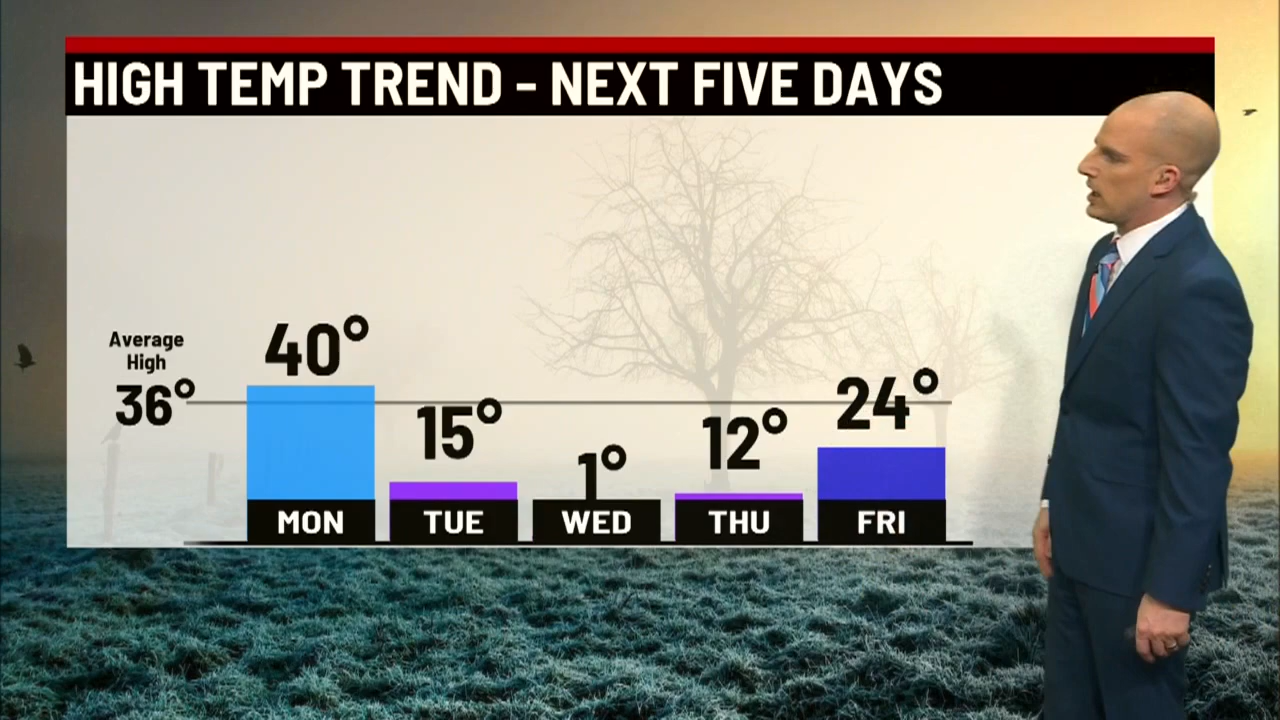 HIGH TEMP TREND - NEXT FIVE DAYS
Average
High
36°
40°
15°
1°
12°
24°
MON
TUE
WED
THU
FRI